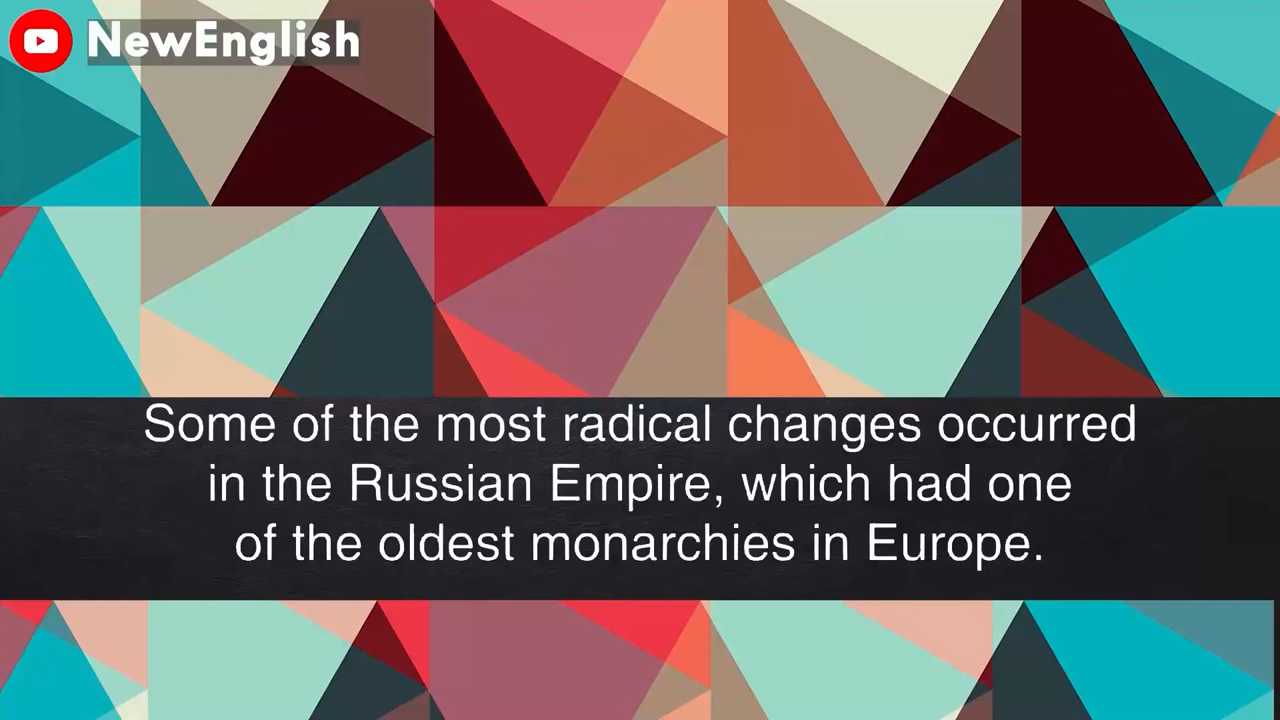 NewEnglish
Some of the most radical changes occurred
in the Russian Empire, which had one
of the oldest monarchies in Europe.